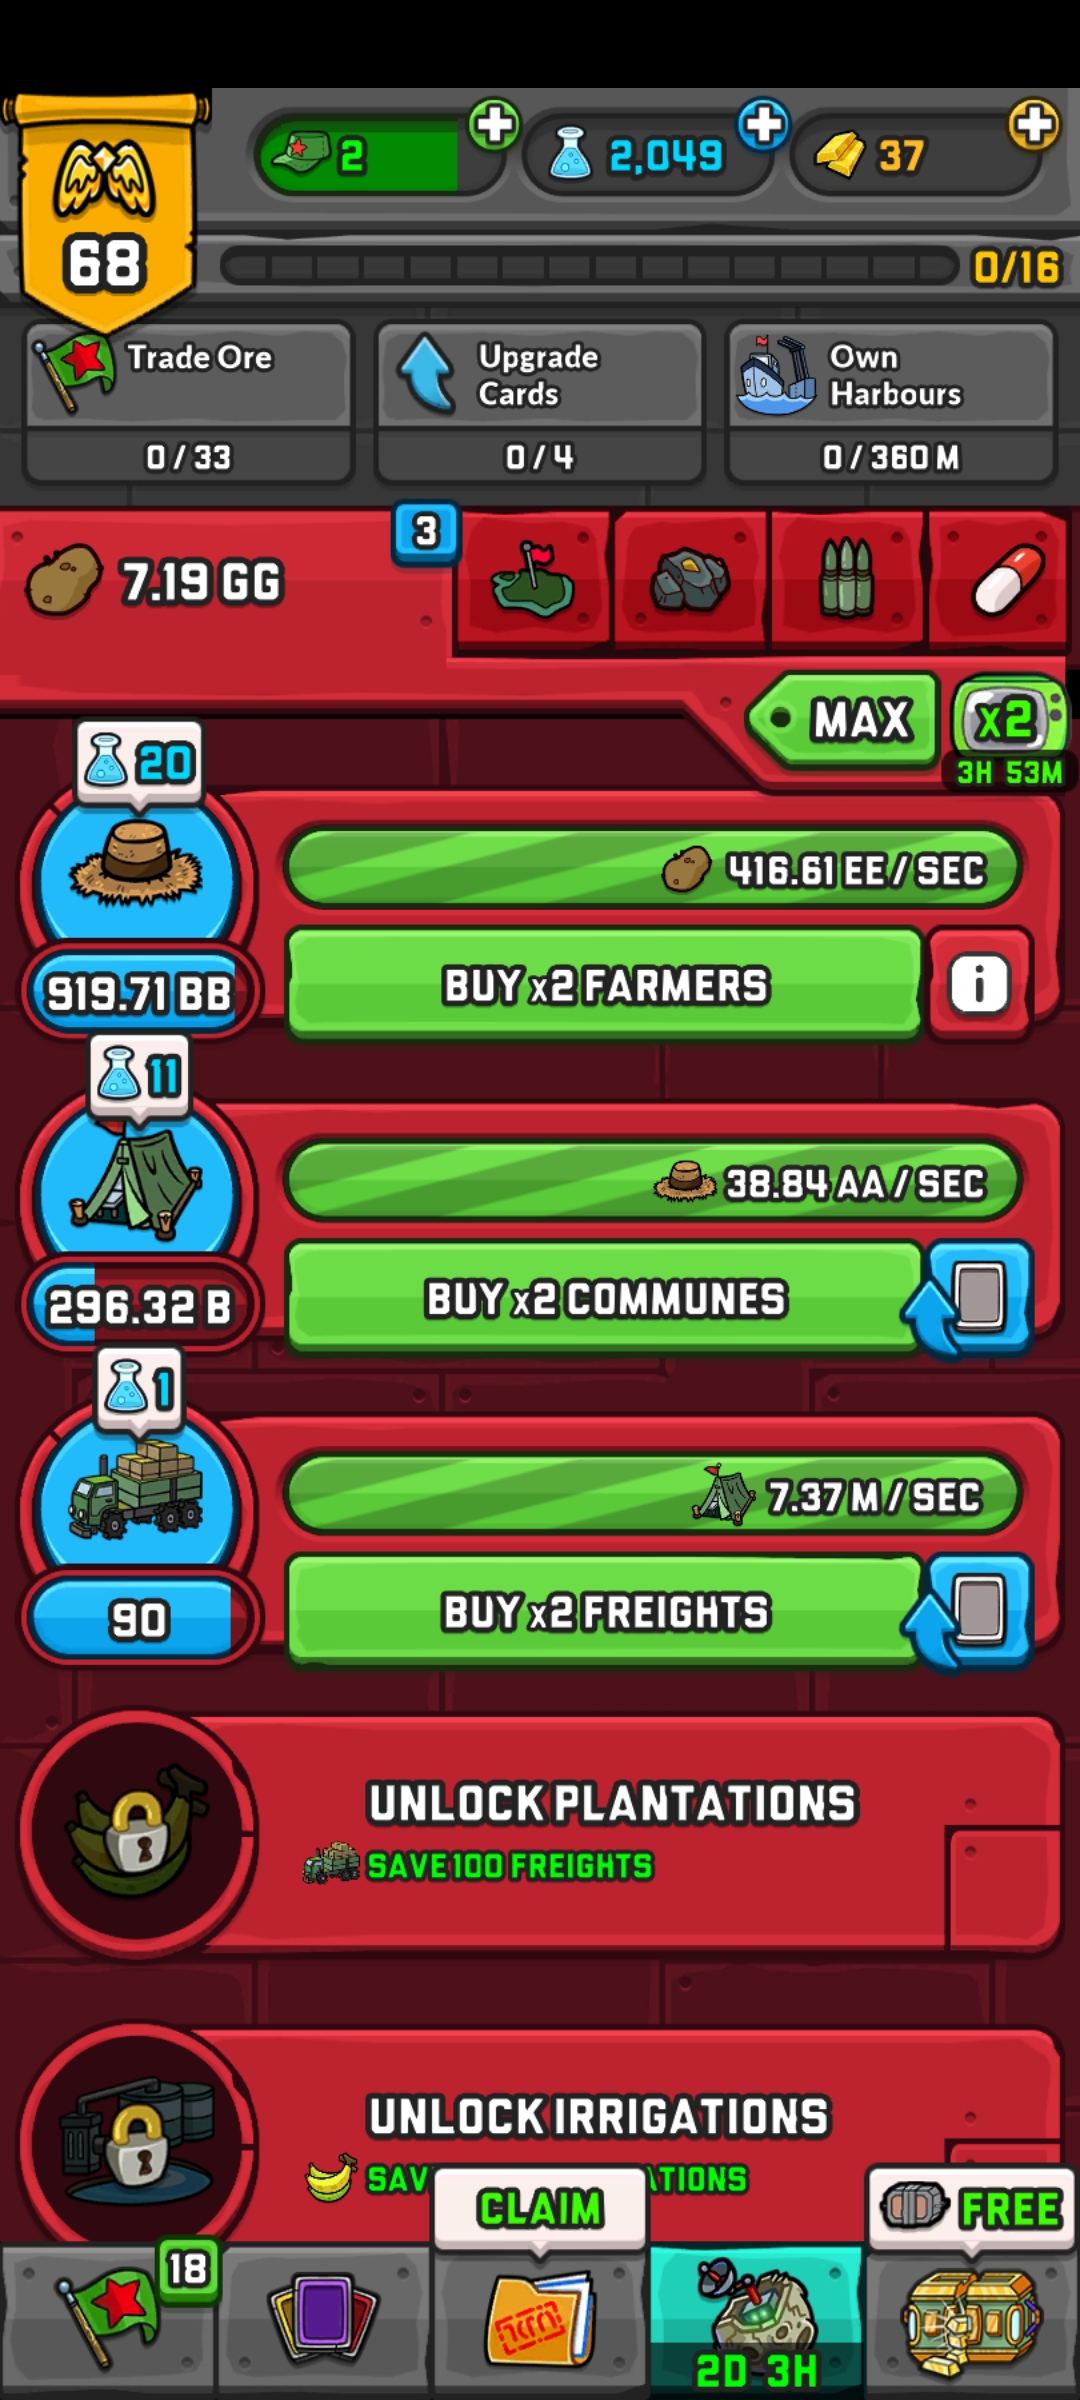 68
2
2,049
37
0/16
Trade Ore
0/33
Upgrade
Cards
0/4
Own
Harbours
0/360 M
7.19 GG
3
MAX
x2
3H 53M
20
416.61 EE / SEC
919.71 BB
BUY x2 FARMERS
i
11
38.84 AA / SEC
296.32 B
BUY x2 COMMUNES
1
7.37 M / SEC
90
BUY x2 FREIGHTS
UNLOCK PLANTATIONS
SAVE 100 FREIGHTS
UNLOCK IRRIGATIONS
CLAIM
FREE
18
2D 3H